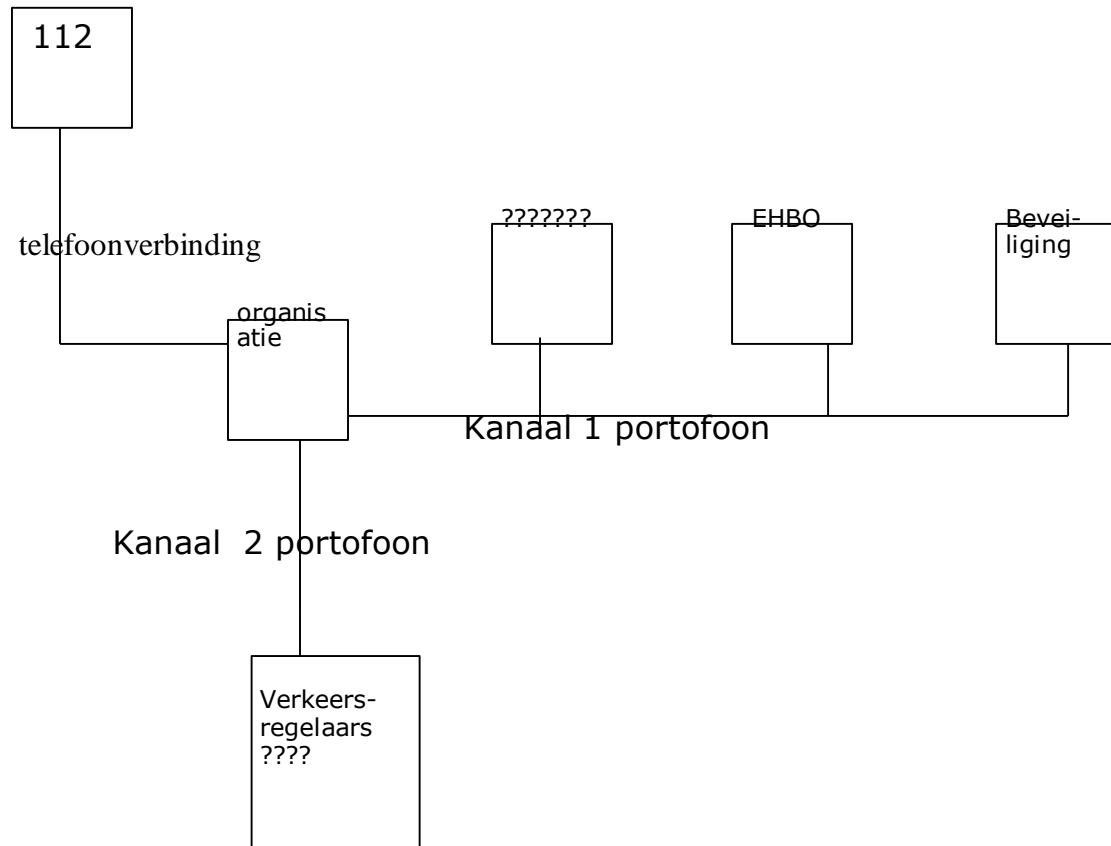 112
???????
EHBO
Bevei-
liging
telefoonverbinding
organis
atie
Kanaal 1 portofoon
Kanaal  2 portofoon
Verkeers-
regelaars
????